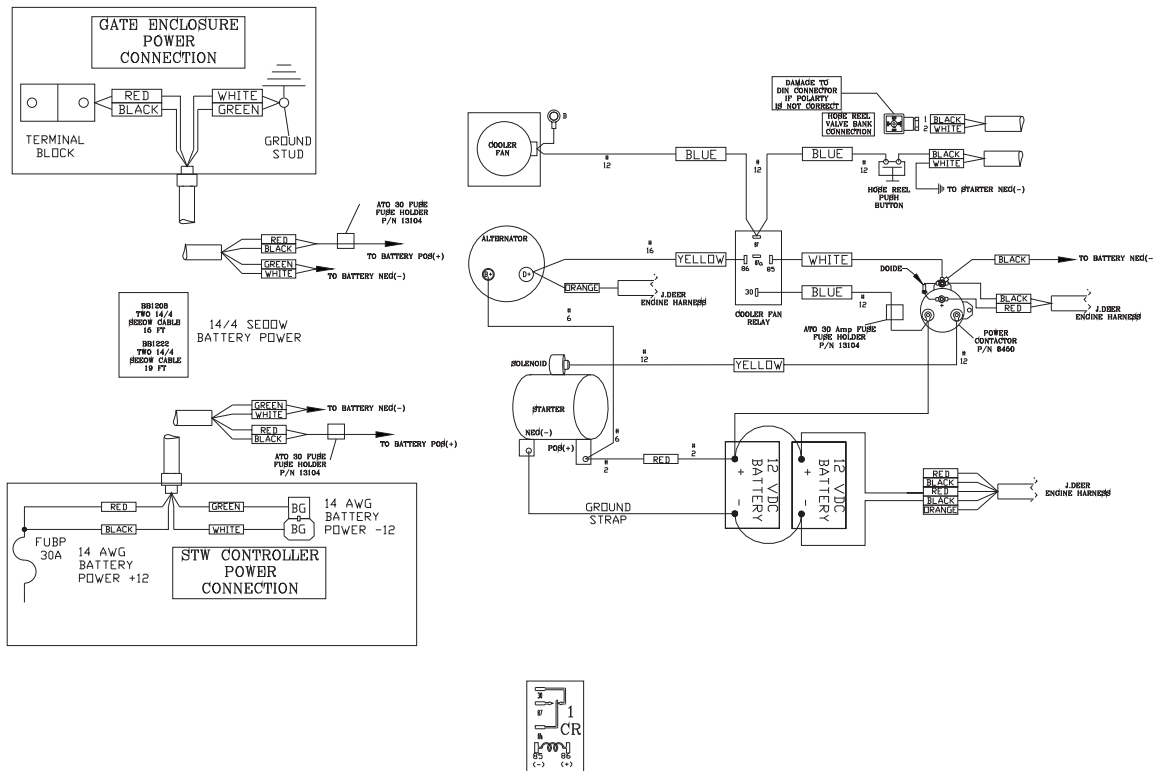 GATE ENCLOSURE
POWER
CONNECTION
RED
BLACK
WHITE
GREEN
TERMINAL
BLOCK
GROUND
STUD
ATO 30 FUSE
FUSE HOLDER
P/N 13104
RED
BLACK
TO BATTERY POS(+)
GREEN
WHITE
TO BATTERY NEG(-)
BB1208
TWO 14/4
SEEOW CABLE
16 FT
BB1222
TWO 14/4
SEEOW CABLE
19 FT
14/4 SEOOW
BATTERY POWER
GREEN
WHITE
TO BATTERY NEG(-)
RED
BLACK
TO BATTERY POS(+)
ATO 30 FUSE
FUSE HOLDER
P/N 13104
RED
GREEN
BLACK
WHITE
BG
BG
14 AWG
BATTERY
POWER -12
FUBP
30A
14 AWG
BATTERY
POWER +12
STW CONTROLLER
POWER
CONNECTION
DAMAGE TO
DIN CONNECTOR
IF POLARTY
IS NOT CORRECT
HOSE REEL
VALVE BANK
CONNECTION
1
2
BLACK
WHITE
COOLER
FAN
B
#
12
BLUE
#
12
BLUE
#
12
BLACK
WHITE
HOSE REEL
PUSH
BUTTON
TO STARTER NEG(-)
ALTERNATOR
B+
D+
#
16
YELLOW
ORANGE
J.DEER
ENGINE HARNESS
#
6
87
86
85
30
COOLER FAN
RELAY
WHITE
BLUE
DOIDE
BLACK
TO BATTERY NEG(-
BLACK
RED
J.DEER
ENGINE HARNESS
ATO 30 Amp FUSE
FUSE HOLDER
P/N 13104
POWER
CONTACTOR
P/N 8460
#
12
SOLENOID
#
12
YELLOW
STARTER
NEG(-)
POS(+)
#
6
#
2
RED
#
2
GROUND
STRAP
+
-
12 VDC
BATTERY
+
-
12 VDC
BATTERY
RED
BLACK
RED
BLACK
ORANGE
J.DEER
ENGINE HARNESS
30
87
1
CR
85
86
(-)
(+)